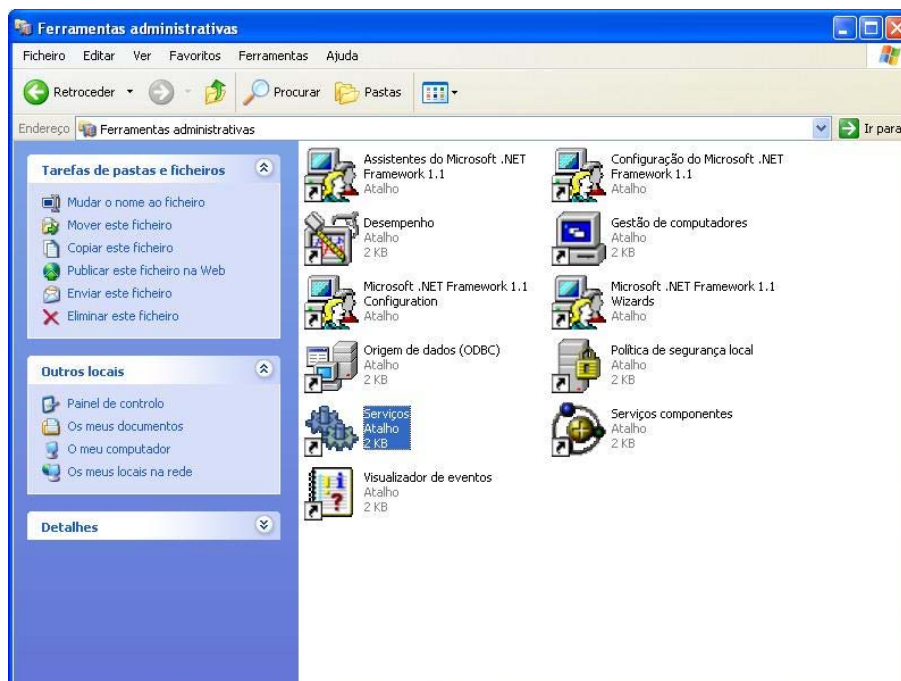 Ferramentas administrativas
Ficheiro Editar Ver Favoritos Ferramentas Ajuda
Retroceder Procurar Pastas
Endereço Ferramentas administrativas Ir para
Tarefas de pastas e ficheiros
Mudar o nome ao ficheiro
Mover este ficheiro
Copiar este ficheiro
Publicar este ficheiro na Web
Enviar este ficheiro
Eliminar este ficheiro
Outros locais
Painel de controlo
Os meus documentos
O meu computador
Os meus locais na rede
Detalhes
Assistentes do Microsoft .NET
Framework 1.1
Atalho
Configuração do Microsoft .NET
Framework 1.1
Atalho
Desempenho
Atalho
2 KB
Gestão de computadores
Atalho
2 KB
Microsoft .NET Framework 1.1
Configuration
Atalho
Microsoft .NET Framework 1.1
Wizards
Atalho
Origem de dados (ODBC)
Atalho
2 KB
Política de segurança local
Atalho
2 KB
Serviços
Atalho
2 KB
Serviços componentes
Atalho
2 KB
Visualizador de eventos
Atalho
2 KB